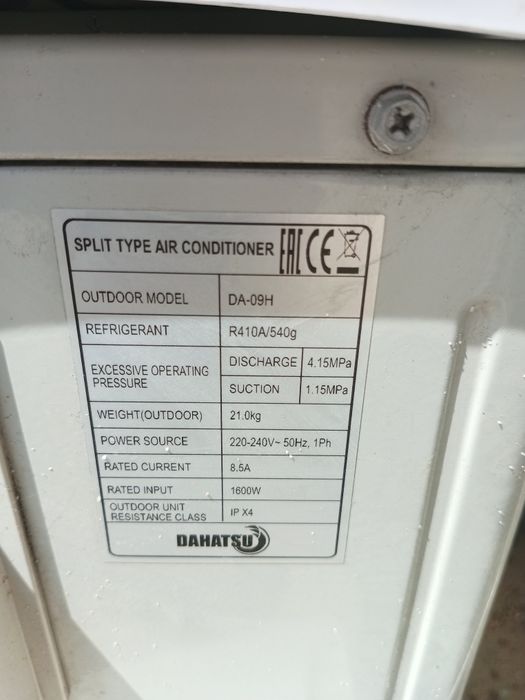 SPLIT TYPE AIR CONDITIONER EAC CE
OUTDOOR MODEL DA-09H
REFRIGERANT R410A/540g
EXCESSIVE OPERATING PRESSURE DISCHARGE 4.15MPa
SUCTION 1.15MPa
WEIGHT(OUTDOOR) 21.0kg
POWER SOURCE 220-240V~ 50Hz, 1Ph
RATED CURRENT 8.5A
RATED INPUT 1600W
OUTDOOR UNIT RESISTANCE CLASS IP X4
DAHATSU